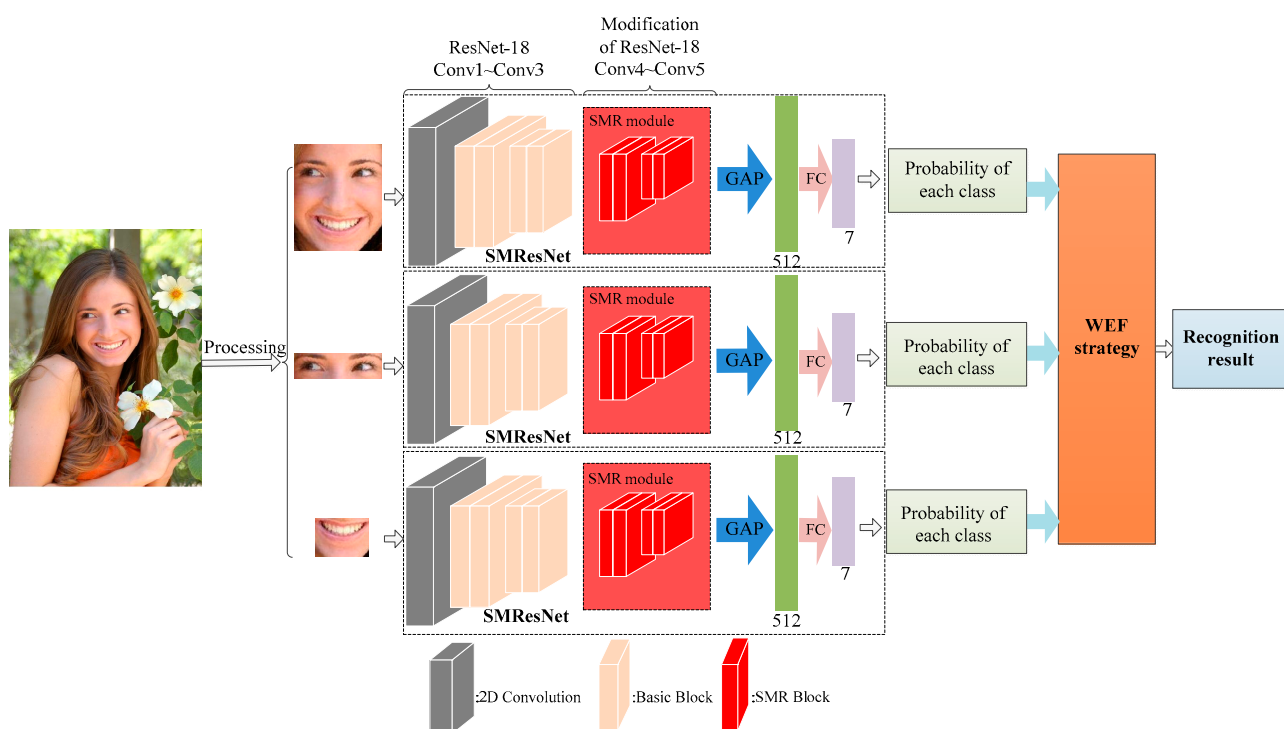 ResNet-18
Conv1~Conv3
Modification
of ResNet-18
Conv4~Conv5
Processing
SMR module
SMResNet
GAP
512
FC
7
Probability of
each class
SMR module
SMResNet
GAP
512
FC
7
Probability of
each class
SMR module
SMResNet
GAP
512
FC
7
Probability of
each class
WEF
strategy
Recognition
result
:2D Convolution
:Basic Block
:SMR Block